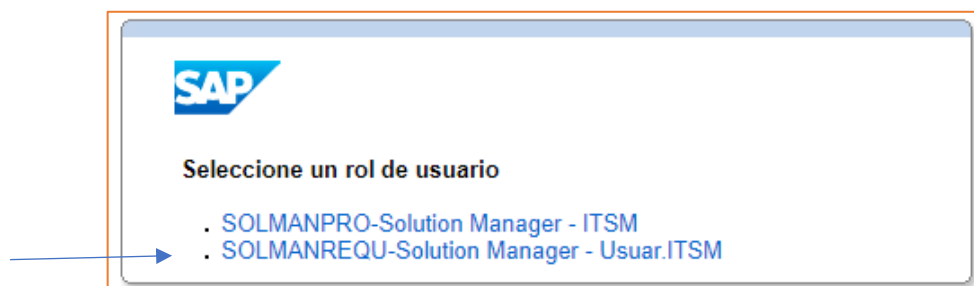 SAP
Seleccione un rol de usuario
. SOLMANPRO-Solution Manager - ITSM
. SOLMANREQU-Solution Manager - Usuar.ITSM